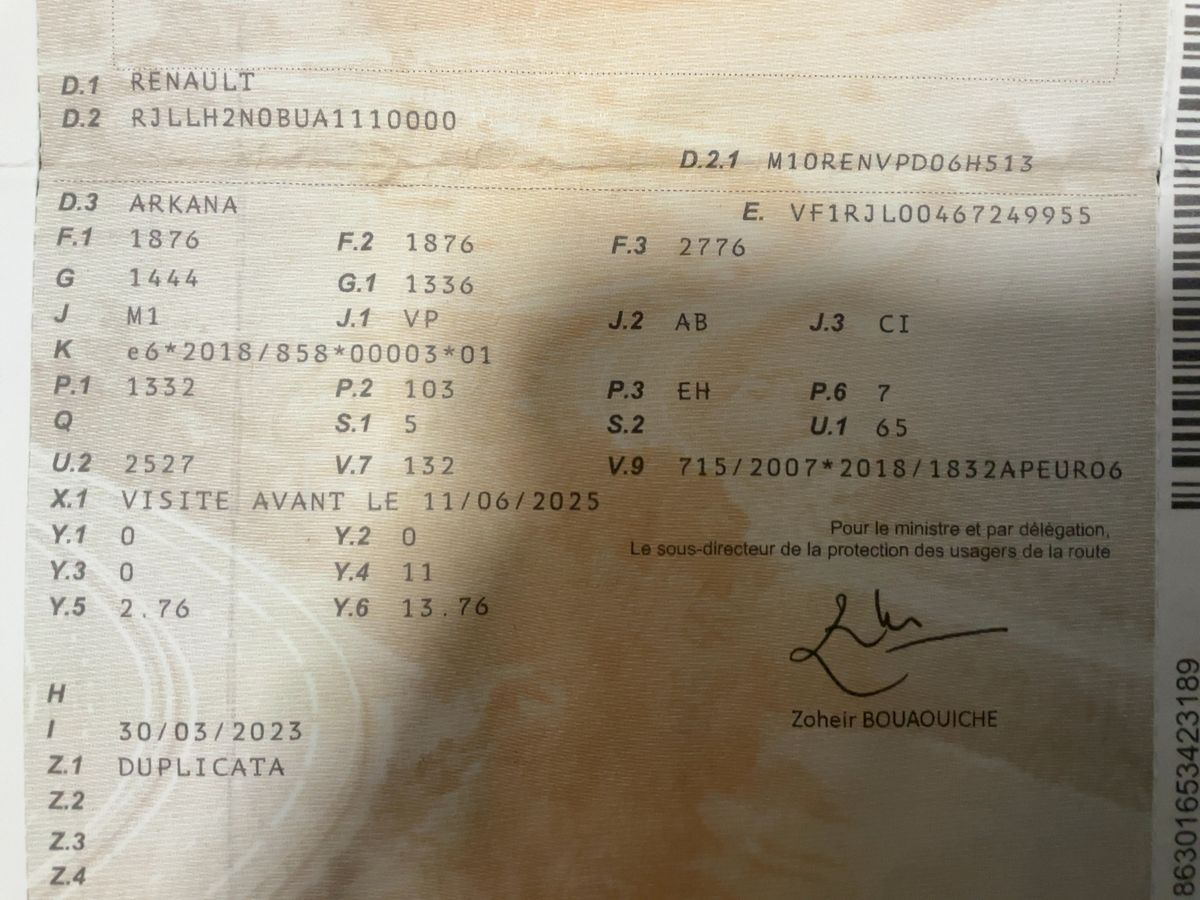 D.1 RENAULT
D.2 RJLLH2N0BUA1110000
D.2.1 M10RENVPD06H513
D.3 ARKANA
E. VF1RJL00467249955
F.1 1876 F.2 1876 F.3 2776
G 1444 G.1 1336
J M1 J.1 VP J.2 AB J.3 CI
K e6*2018/858*00003*01
P.1 1332 P.2 103 P.3 EH P.6 7
Q S.1 5 S.2 U.1 65
U.2 2527 V.7 132 V.9 715/2007*2018/1832APEURO6
X.1 VISITE AVANT LE 11/06/2025
Y.1 0 Y.2 0
Pour le ministre et par délégation,
Le sous-directeur de la protection des usagers de la route
Y.3 0 Y.4 11
Y.5 2.76 Y.6 13.76
H
Zoheir BOUAOUICHE
I 30/03/2023
Z.1 DUPLICATA
Z.2
Z.3
Z.4
86301653423189